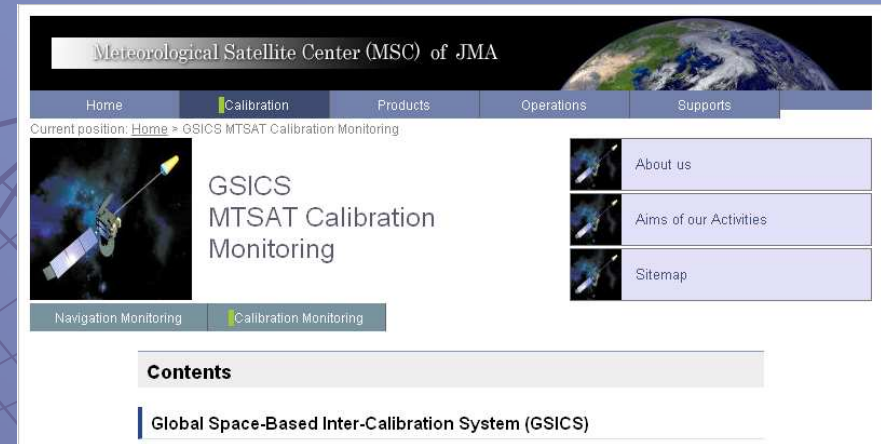 Meteorological Satellite Center (MSC) of JMA
Home Calibration Products Operations Supports
Current position: Home > GSICS MTSAT Calibration Monitoring
GSICS
MTSAT Calibration
Monitoring
About us
Aims of our Activities
Sitemap
Navigation Monitoring Calibration Monitoring
Contents
Global Space-Based Inter-Calibration System (GSICS)